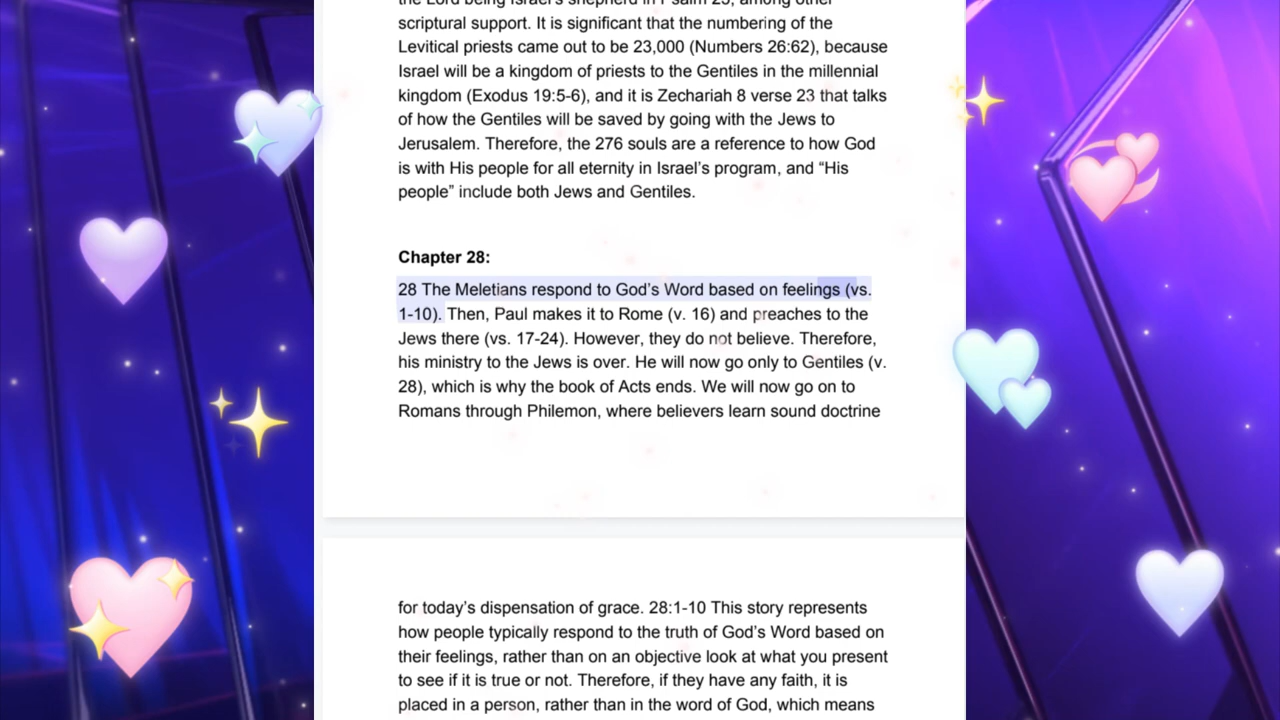 the Lord being Israel's shepherd in Psalm 23, among other
scriptural support. It is significant that the numbering of the
Levitical priests came out to be 23,000 (Numbers 26:62), because
Israel will be a kingdom of priests to the Gentiles in the millennial
kingdom (Exodus 19:5-6), and it is Zechariah 8 verse 23 that talks
of how the Gentiles will be saved by going with the Jews to
Jerusalem. Therefore, the 276 souls are a reference to how God
is with His people for all eternity in Israel's program, and “His
people” include both Jews and Gentiles.
Chapter 28:
28 The Meletians respond to God's Word based on feelings (vs.
1-10). Then, Paul makes it to Rome (v. 16) and preaches to the
Jews there (vs. 17-24). However, they do not believe. Therefore,
his ministry to the Jews is over. He will now go only to Gentiles (v.
28), which is why the book of Acts ends. We will now go on to
Romans through Philemon, where believers learn sound doctrine
for today's dispensation of grace. 28:1-10 This story represents
how people typically respond to the truth of God's Word based on
their feelings, rather than on an objective look at what you present
to see if it is true or not. Therefore, if they have any faith, it is
placed in a person, rather than in the word of God, which means